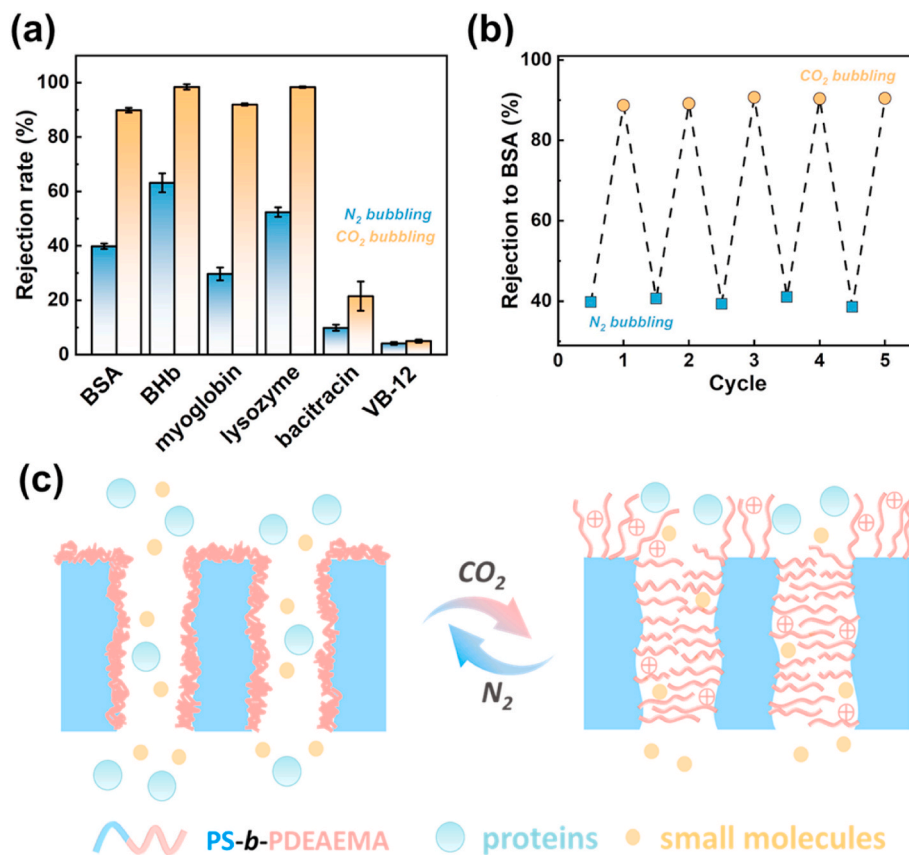 (a)
Rejection rate (%)
100
80
60
40
20
0
N2 bubbling
CO2 bubbling
BSA
BHb
myoglobin
lysozyme
bacitracin
VB-12
(b)
Rejection to BSA (%)
100
80
60
40
CO2 bubbling
N2 bubbling
0 1 2 3 4 5
Cycle
(c)
CO2
N2
PS-b-PDEAEMA proteins small molecules